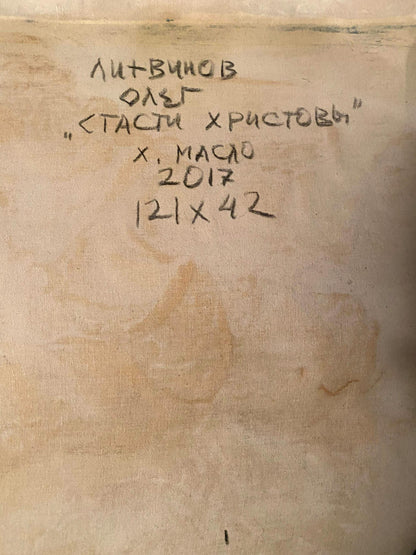 ЛИТВИНОВ
ОЛЕГ
„СТАСТИ ХРИСТОВЫ"
Х. МАСЛО
2017
121 х 42